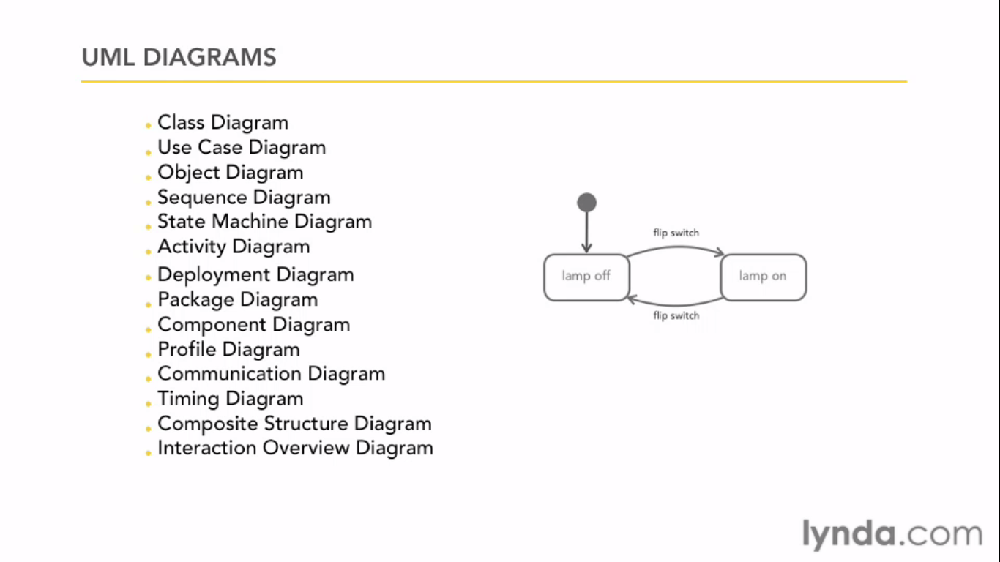 UML DIAGRAMS
Class Diagram
Use Case Diagram
Object Diagram
Sequence Diagram
State Machine Diagram
Activity Diagram
Deployment Diagram
Package Diagram
Component Diagram
Profile Diagram
Communication Diagram
Timing Diagram
Composite Structure Diagram
Interaction Overview Diagram
flip switch
lamp off
lamp on
flip switch
lynda.com